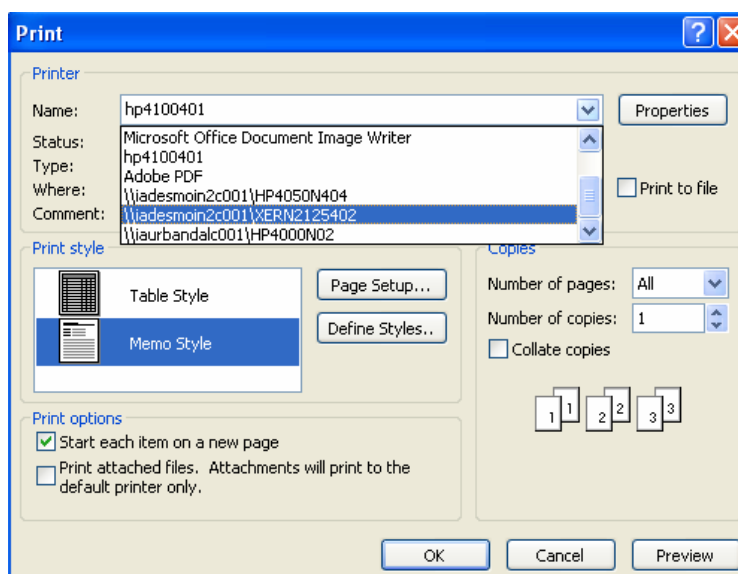 Print
Printer
Name: hp4100401 Properties
Status: Microsoft Office Document Image Writer
hp4100401
Type: Adobe PDF
Where: \\iadesmoin2c001\HP4050N404 Print to file
Comment: \\iadesmoin2c001\XERN2125402
\\iaurbandalc001\HP4000N02
Print style
Table Style
Memo Style
Page Setup...
Define Styles..
Copies
Number of pages: All
Number of copies: 1
Collate copies
1 1 2 2 3 3
Print options
Start each item on a new page
Print attached files. Attachments will print to the
default printer only.
OK Cancel Preview